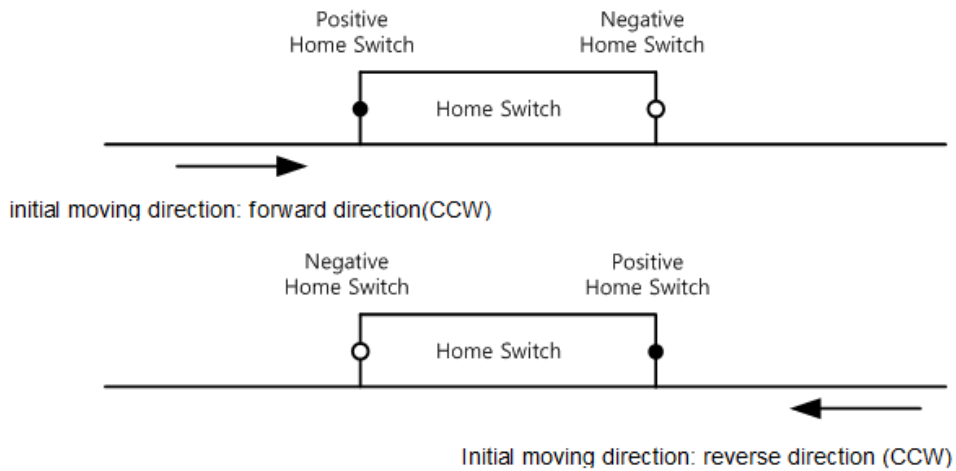 Positive
Home Switch
Negative
Home Switch
Home Switch
initial moving direction: forward direction(CCW)
Negative
Home Switch
Positive
Home Switch
Home Switch
Initial moving direction: reverse direction (CCW)